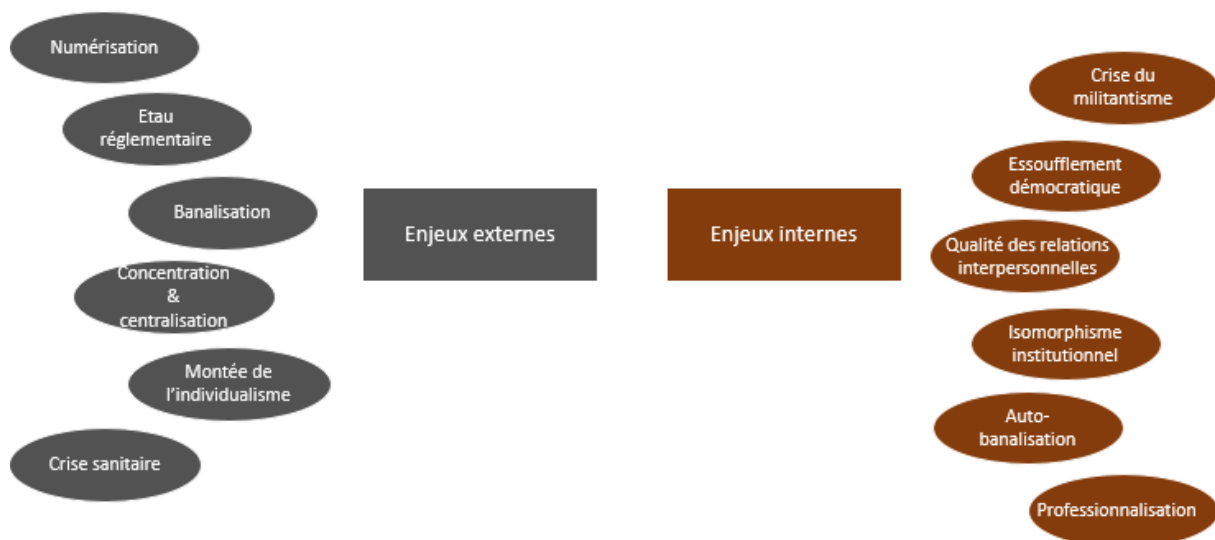 Numérisation
Etau
réglementaire
Banalisation
Concentration
&
centralisation
Montée de
l'individualisme
Crise sanitaire
Enjeux externes
Enjeux internes
Crise du
militantisme
Essoufflement
démocratique
Qualité des relations
interpersonnelles
Isomorphisme
institutionnel
Auto-
banalisation
Professionnalisation